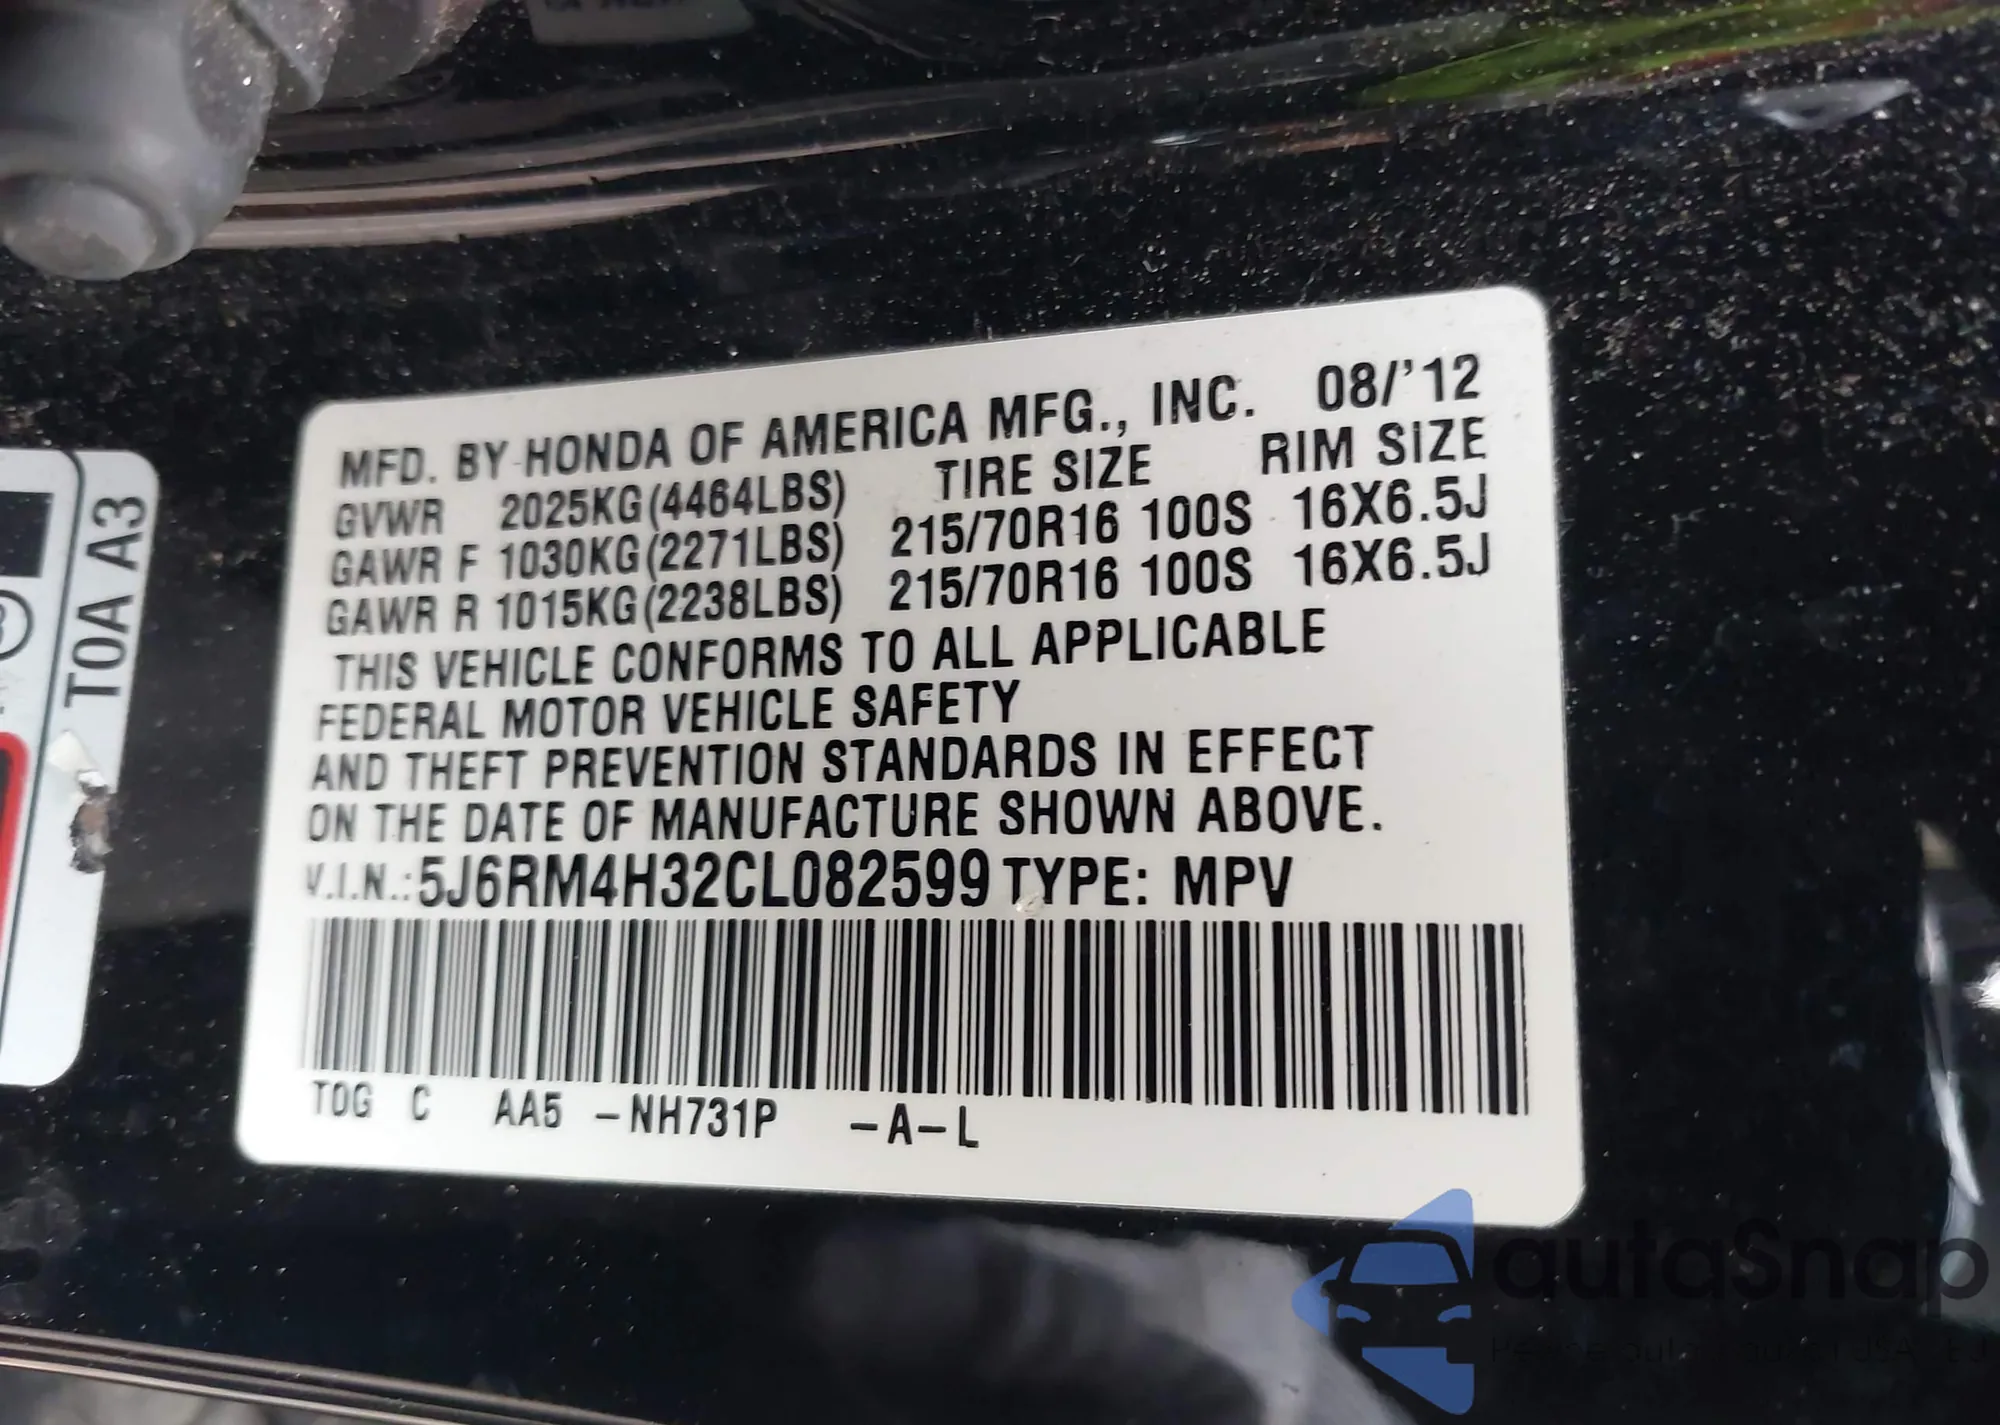 MFD. BY HONDA OF AMERICA MFG., INC. 08/'12
GVWR 2025KG(4464LBS) TIRE SIZE RIM SIZE
GAWR F 1030KG(2271LBS) 215/70R16 100S 16X6.5J
GAWR R 1015KG(2238LBS) 215/70R16 100S 16X6.5J
THIS VEHICLE CONFORMS TO ALL APPLICABLE
FEDERAL MOTOR VEHICLE SAFETY
AND THEFT PREVENTION STANDARDS IN EFFECT
ON THE DATE OF MANUFACTURE SHOWN ABOVE.
V.I.N.:5J6RM4H32CL082599 TYPE: MPV
T0G C AA5 -NH731P -A-L
T0A A3
autaSnap